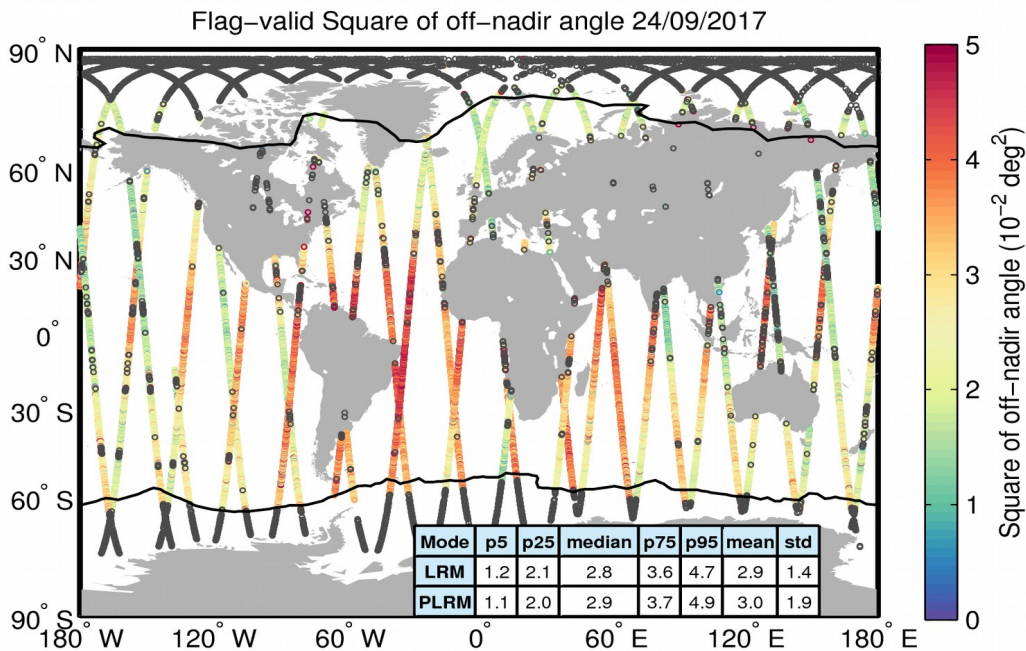 Flag−valid Square of off−nadir angle 24/09/2017
90° N
60° N
30° N
0°
30° S
60° S
90° S
180° W
120° W
60° W
0°
60° E
120° E
180° E
Mode p5 p25 median p75 p95 mean std
LRM 1.2 2.1 2.8 3.6 4.7 2.9 1.4
PLRM 1.1 2.0 2.9 3.7 4.9 3.0 1.9
5
4
3
2
1
0
Square of off−nadir angle (10⁻² deg²)